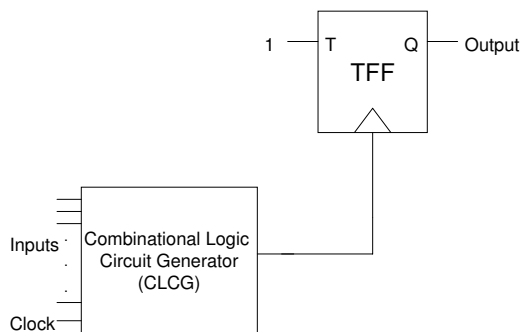 1
T
Q
Output
TFF
Inputs
Combinational Logic
Circuit Generator
(CLCG)
Clock